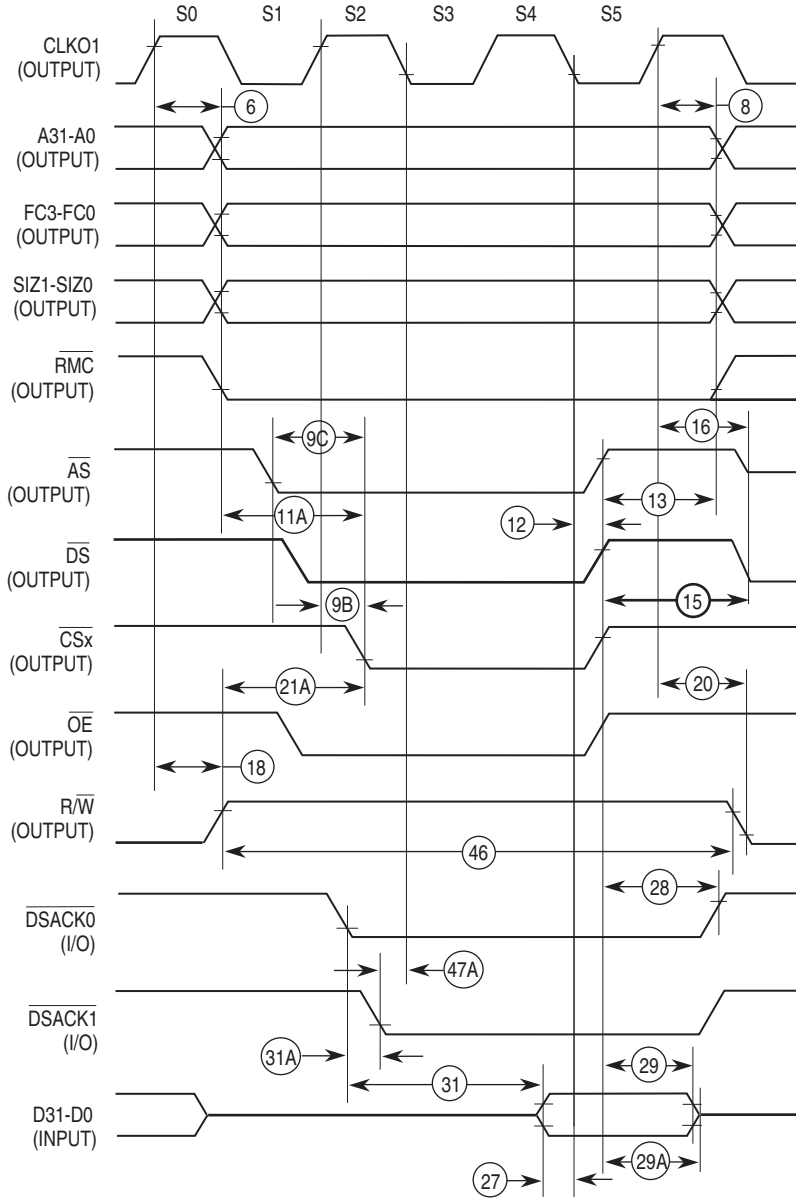 S0 S1 S2 S3 S4 S5
CLKO1
(OUTPUT)
6
8
A31-A0
(OUTPUT)
FC3-FC0
(OUTPUT)
SIZ1-SIZ0
(OUTPUT)
RMC
(OUTPUT)
16
9C
AS
(OUTPUT)
11A
12
13
DS
(OUTPUT)
9B
15
CSx
(OUTPUT)
21A
20
OE
(OUTPUT)
18
R/W
(OUTPUT)
46
28
DSACK0
(I/O)
47A
DSACK1
(I/O)
31A
31
29
D31-D0
(INPUT)
27
29A